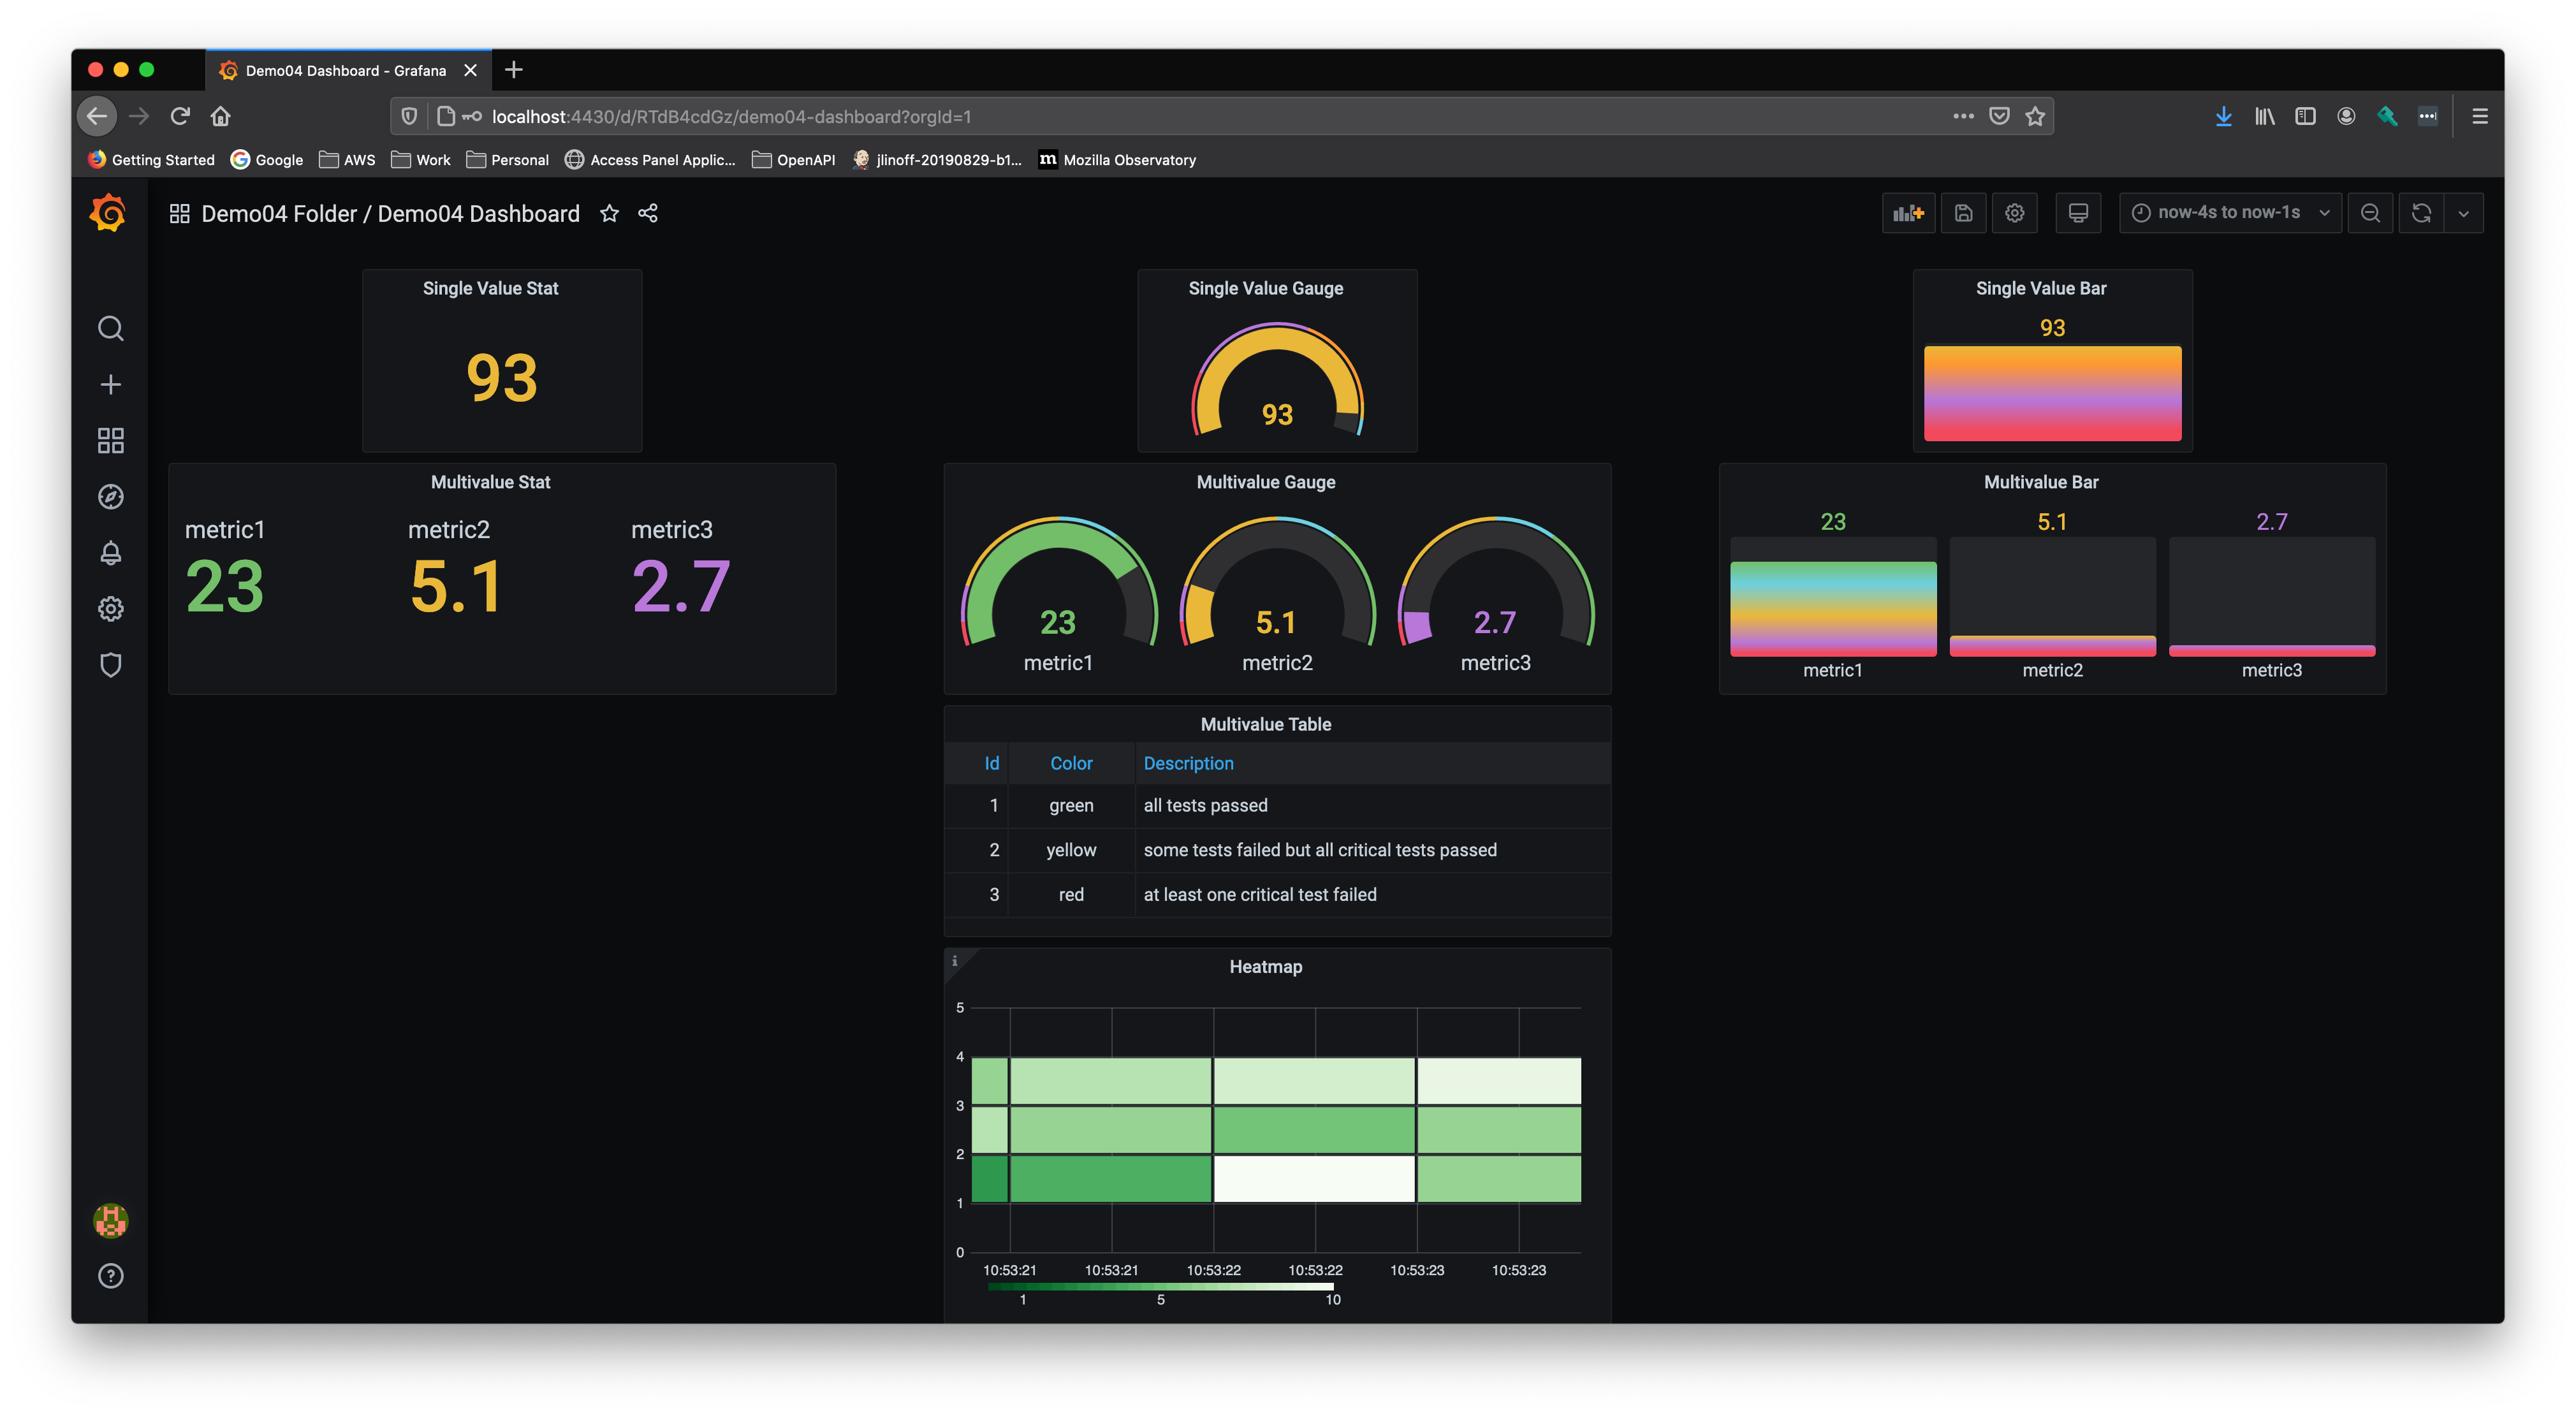 Demo04 Dashboard - Grafana
localhost:4430/d/RTdB4cdGz/demo04-dashboard?orgId=1
Getting Started Google AWS Work Personal Access Panel Applic... OpenAPI jlinoff-20190829-b1... m Mozilla Observatory
Demo04 Folder / Demo04 Dashboard
now-4s to now-1s
Single Value Stat
93
Single Value Gauge
93
Single Value Bar
93
Multivalue Stat
metric1 metric2 metric3
23 5.1 2.7
Multivalue Gauge
23 5.1 2.7
metric1 metric2 metric3
Multivalue Bar
23 5.1 2.7
metric1 metric2 metric3
Multivalue Table
Id Color Description
1 green all tests passed
2 yellow some tests failed but all critical tests passed
3 red at least one critical test failed
i
Heatmap
5
4
3
2
1
0
10:53:21 10:53:21 10:53:22 10:53:22 10:53:23 10:53:23
1 5 10